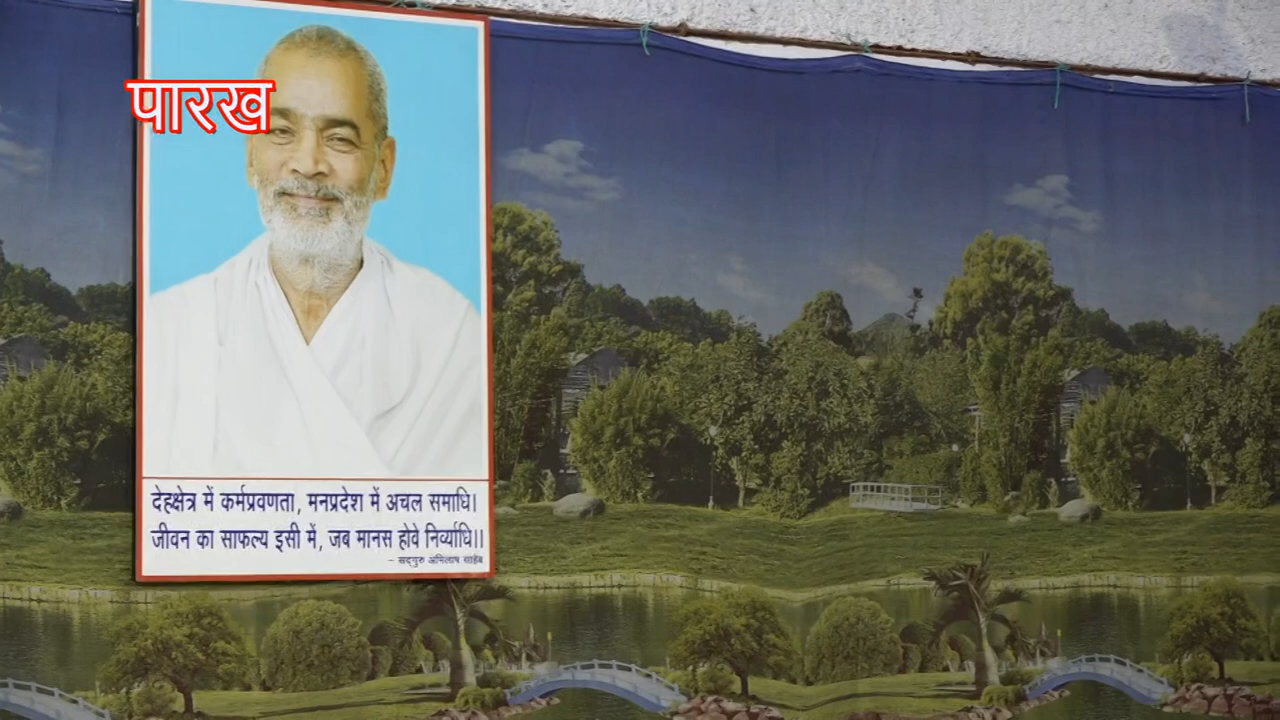 पारख
देहक्षेत्र में कर्मप्रवणता, मनप्रदेश में अचल समाधि।
जीवन का साफल्य इसी में, जब मानस होवे निर्व्याधि।।
– सद्गुरु अभिलाष साहेब